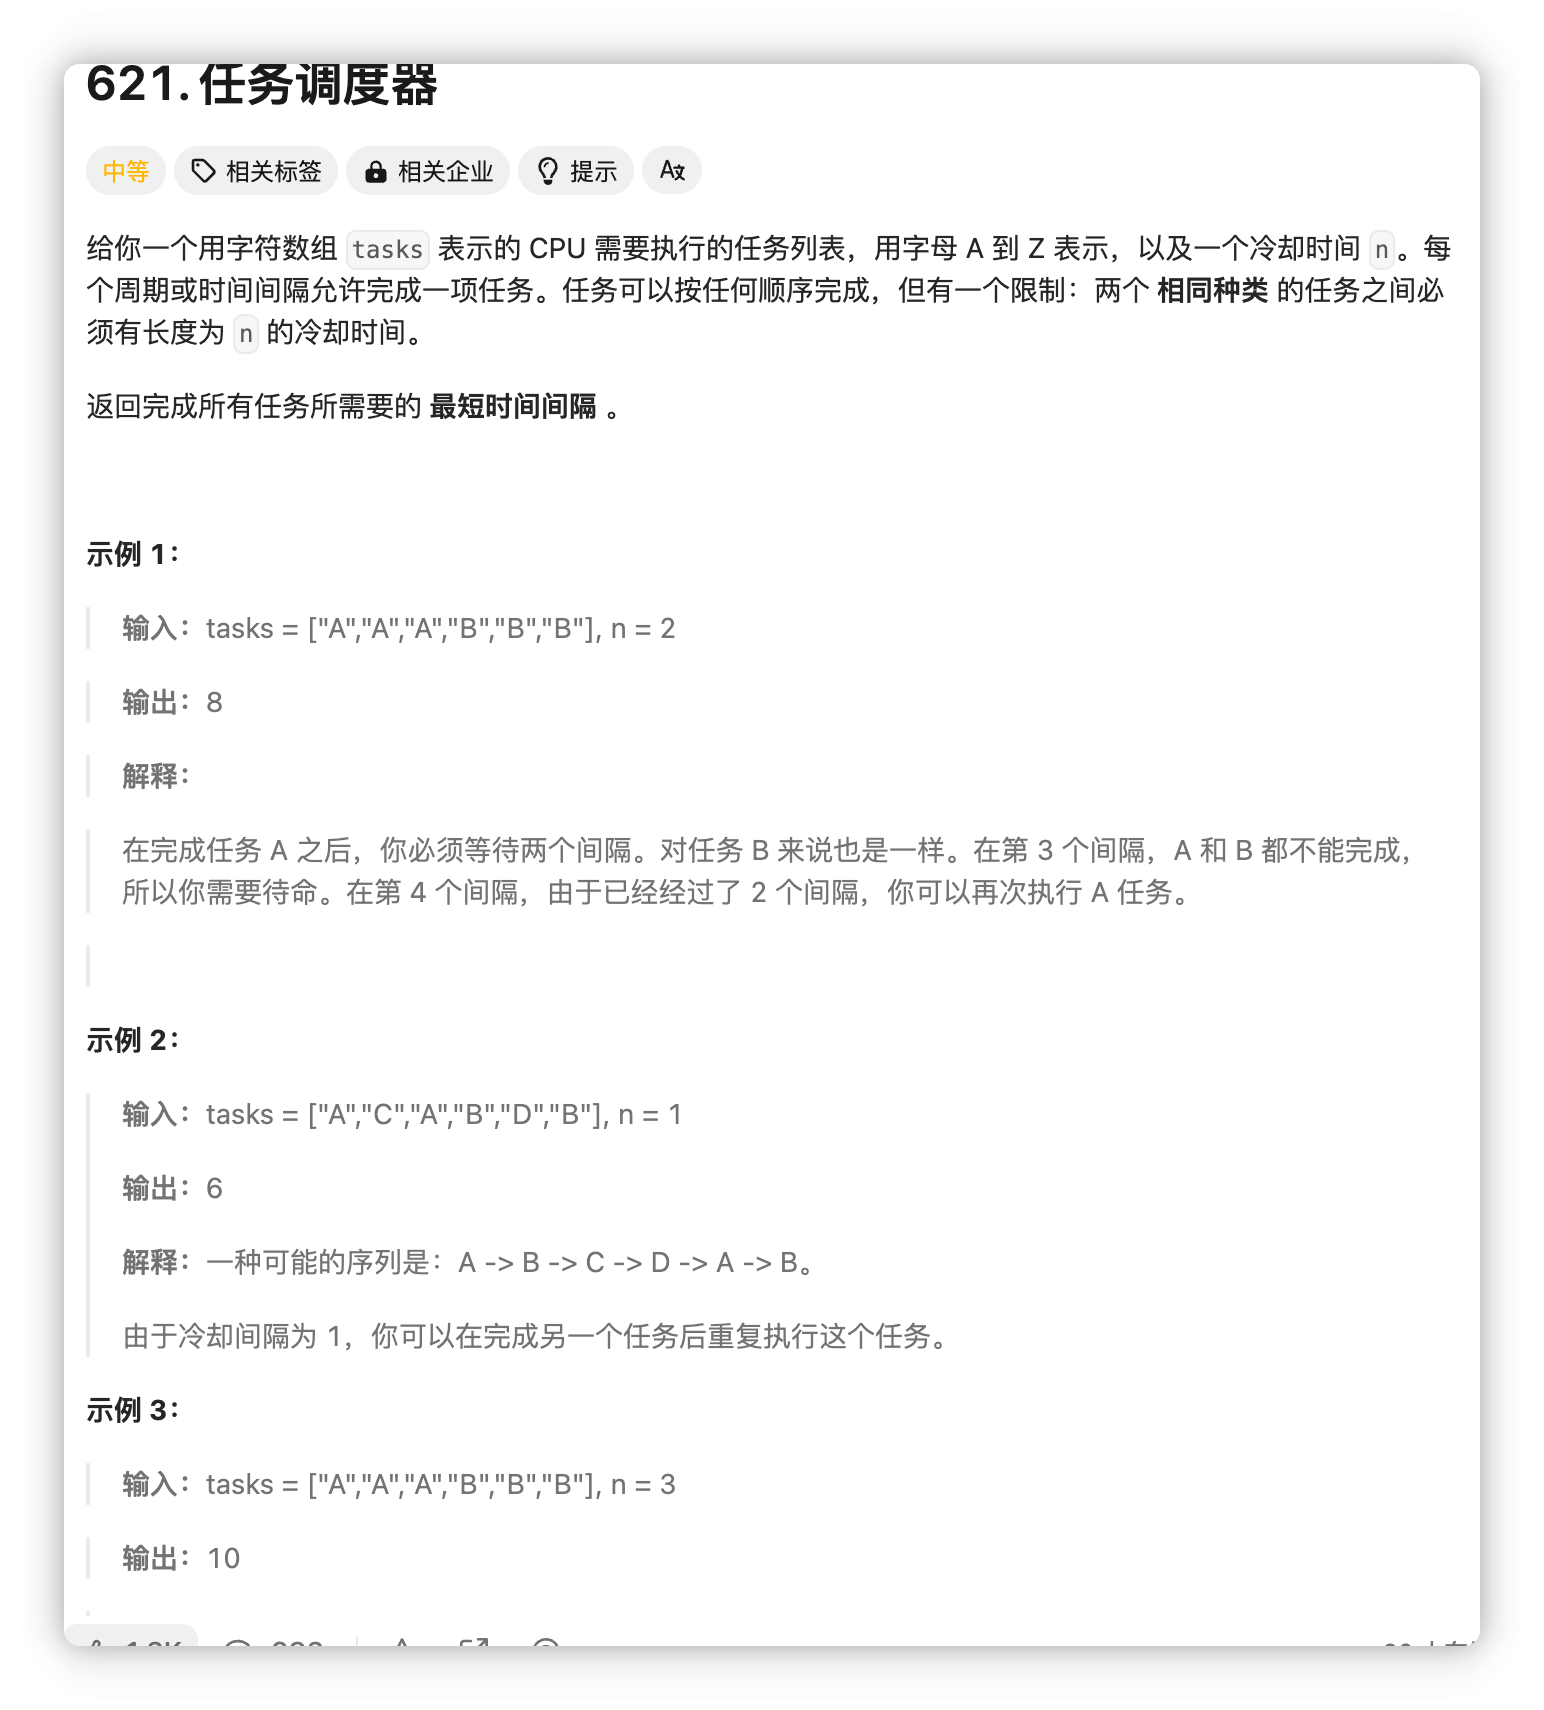 621. 任务调度器
中等 相关标签 相关企业 提示
给你一个用字符数组 tasks 表示的 CPU 需要执行的任务列表，用字母 A 到 Z 表示，以及一个冷却时间 n。每
个周期或时间间隔允许完成一项任务。任务可以按任何顺序完成，但有一个限制：两个 相同种类 的任务之间必
须有长度为 n 的冷却时间。
返回完成所有任务所需要的 最短时间间隔 。
示例 1：
输入：tasks = ["A","A","A","B","B","B"], n = 2
输出：8
解释：
在完成任务 A 之后，你必须等待两个间隔。对任务 B 来说也是一样。在第 3 个间隔，A 和 B 都不能完成，
所以你需要待命。在第 4 个间隔，由于已经经过了 2 个间隔，你可以再次执行 A 任务。
示例 2：
输入：tasks = ["A","C","A","B","D","B"], n = 1
输出：6
解释：一种可能的序列是：A -> B -> C -> D -> A -> B。
由于冷却间隔为 1，你可以在完成另一个任务后重复执行这个任务。
示例 3：
输入：tasks = ["A","A","A","B","B","B"], n = 3
输出：10